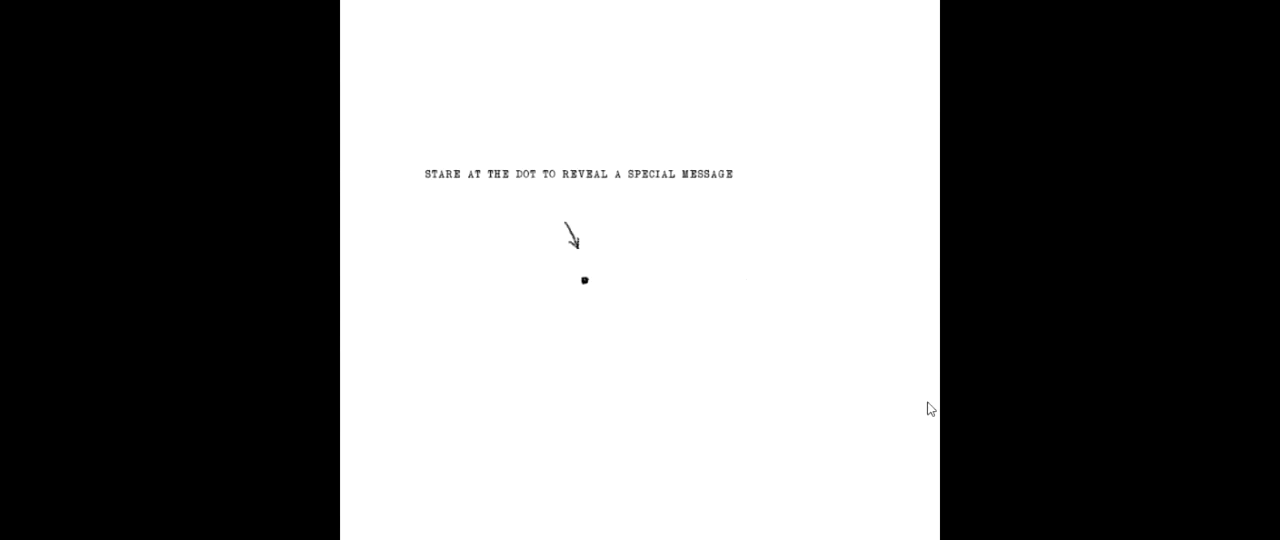 STARE AT THE DOT TO REVEAL A SPECIAL MESSAGE